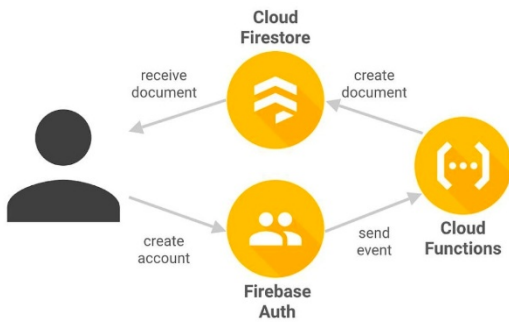 Cloud
Firestore
receive
document
create
document
create
account
send
event
Cloud
Functions
Firebase
Auth